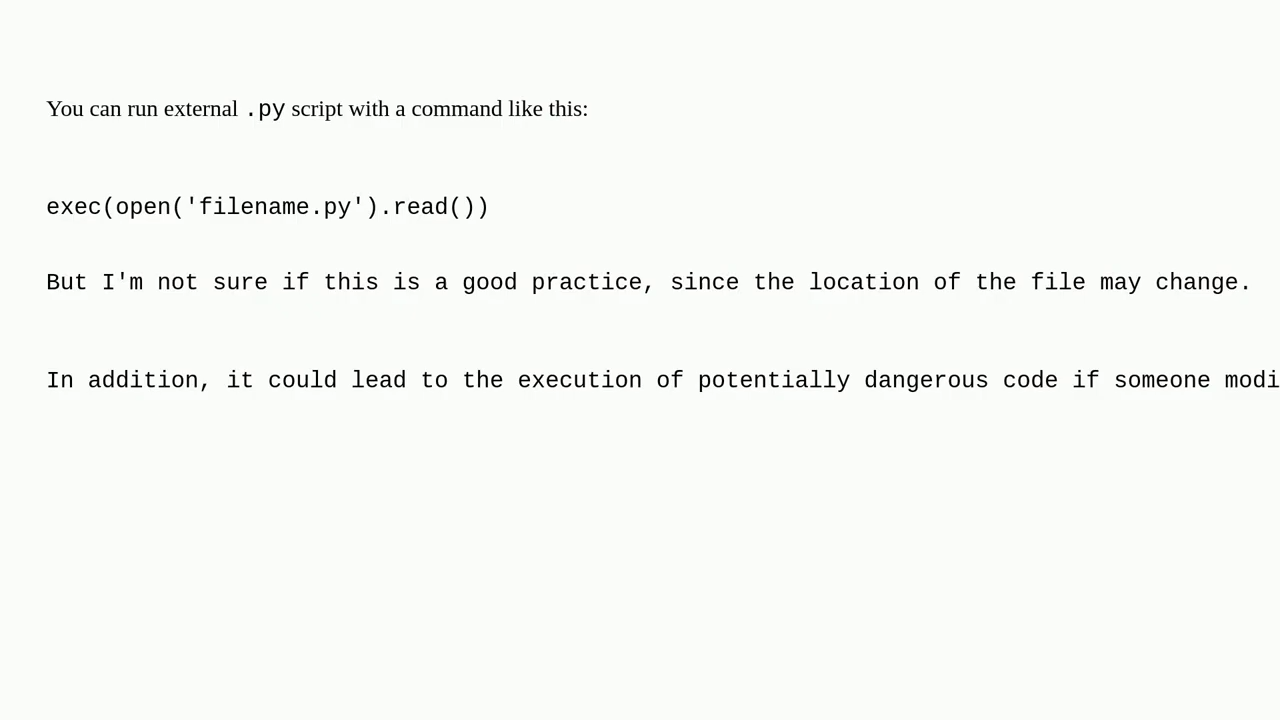 You can run external .py script with a command like this:
exec(open('filename.py').read())
But I'm not sure if this is a good practice, since the location of the file may change.
In addition, it could lead to the execution of potentially dangerous code if someone